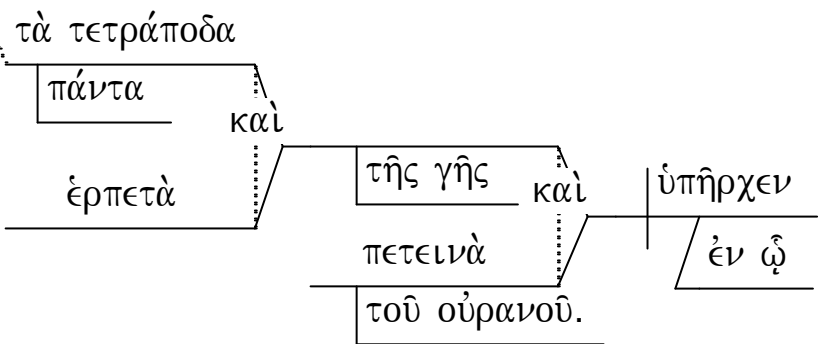 τὰ τετράποδα
πάντα
καὶ
ἑρπετὰ
τῆς γῆς
καὶ
πετεινὰ
τοῦ οὐρανοῦ.
ὑπῆρχεν
ἐν ᾧ